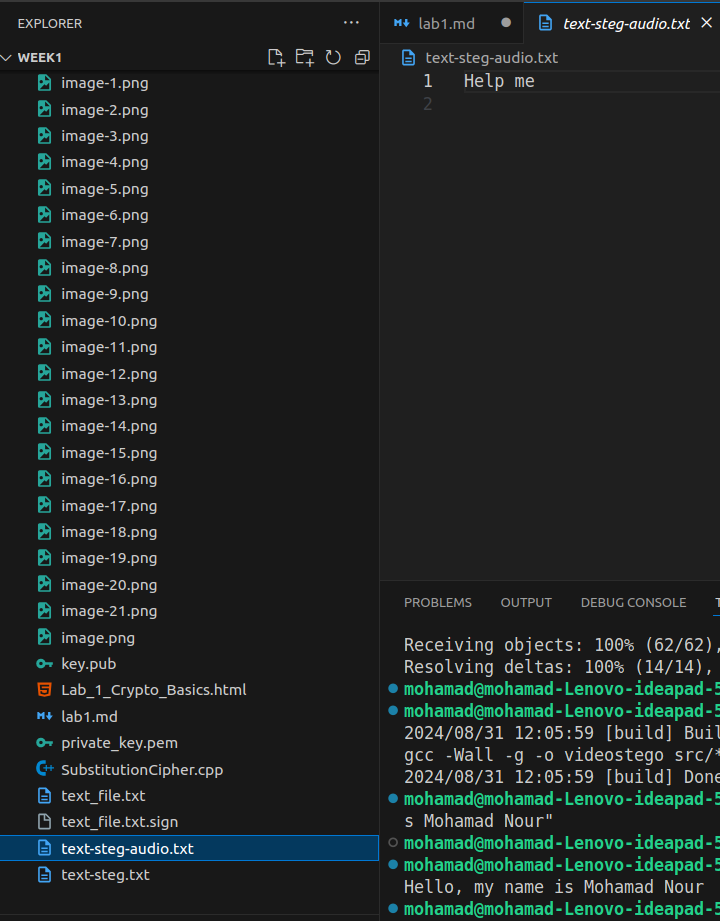 EXPLORER
···
WEEK1
image-1.png
image-2.png
image-3.png
image-4.png
image-5.png
image-6.png
image-7.png
image-8.png
image-9.png
image-10.png
image-11.png
image-12.png
image-13.png
image-14.png
image-15.png
image-16.png
image-17.png
image-18.png
image-19.png
image-20.png
image-21.png
image.png
key.pub
Lab_1_Crypto_Basics.html
lab1.md
private_key.pem
SubstitutionCipher.cpp
text_file.txt
text_file.txt.sign
text-steg-audio.txt
text-steg.txt
lab1.md
text-steg-audio.txt
text-steg-audio.txt
1 Help me
2
PROBLEMS OUTPUT DEBUG CONSOLE
Receiving objects: 100% (62/62),
Resolving deltas: 100% (14/14),
mohamad@mohamad-Lenovo-ideapad-5
mohamad@mohamad-Lenovo-ideapad-5
2024/08/31 12:05:59 [build] Buil
gcc -Wall -g -o videostego src/*
2024/08/31 12:05:59 [build] Done
mohamad@mohamad-Lenovo-ideapad-5
s Mohamad Nour"
mohamad@mohamad-Lenovo-ideapad-5
mohamad@mohamad-Lenovo-ideapad-5
Hello, my name is Mohamad Nour
mohamad@mohamad-Lenovo-ideapad-5